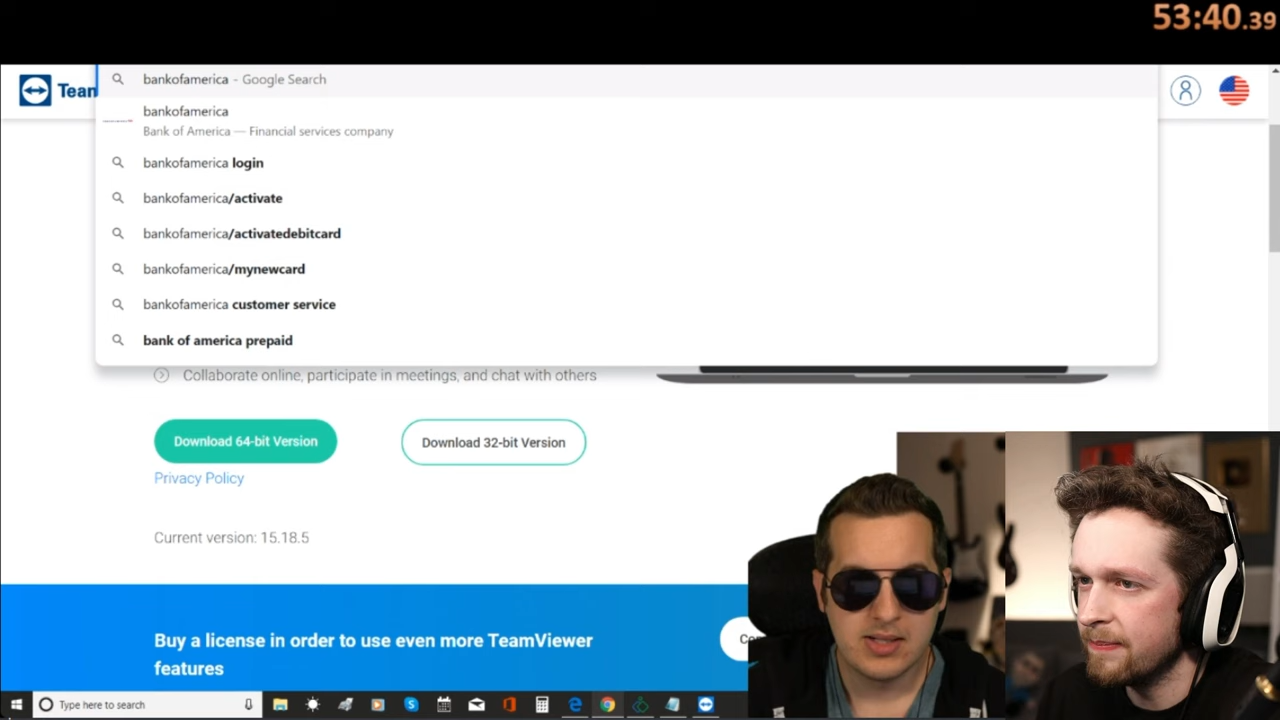 53:40.39
Team
bankofamerica - Google Search
bankofamerica
Bank of America — Financial services company
bankofamerica login
bankofamerica/activate
bankofamerica/activatedebitcard
bankofamerica/mynewcard
bankofamerica customer service
bank of america prepaid
Collaborate online, participate in meetings, and chat with others
Download 64-bit Version
Download 32-bit Version
Privacy Policy
Current version: 15.18.5
Buy a license in order to use even more TeamViewer
features
Type here to search